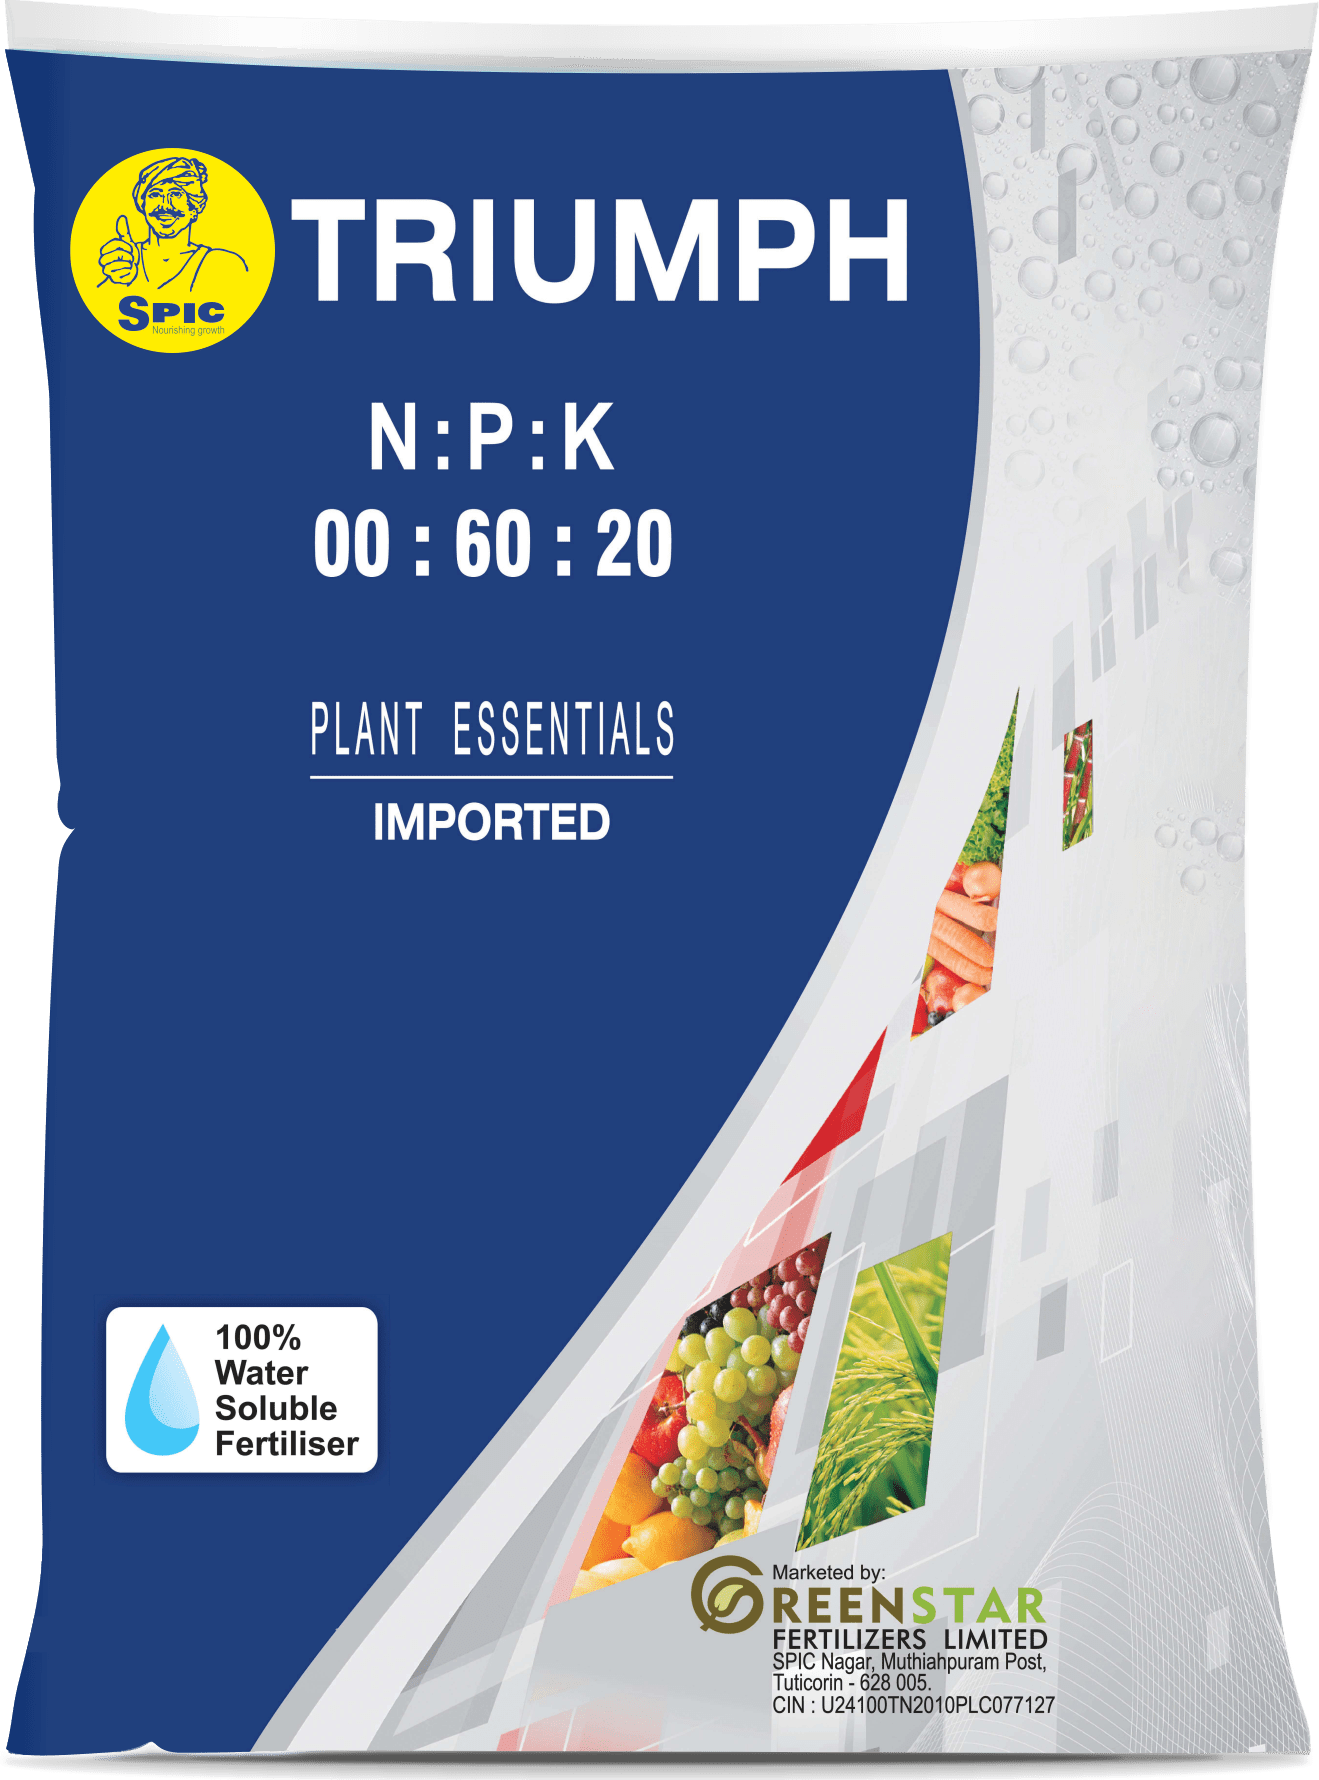 SPIC
Nourishing growth
TRIUMPH
N : P : K
00 : 60 : 20
PLANT ESSENTIALS
IMPORTED
100%
Water
Soluble
Fertiliser
Marketed by:
GREENSTAR
FERTILIZERS LIMITED
SPIC Nagar, Muthiahpuram Post,
Tuticorin - 628 005.
CIN : U24100TN2010PLC077127